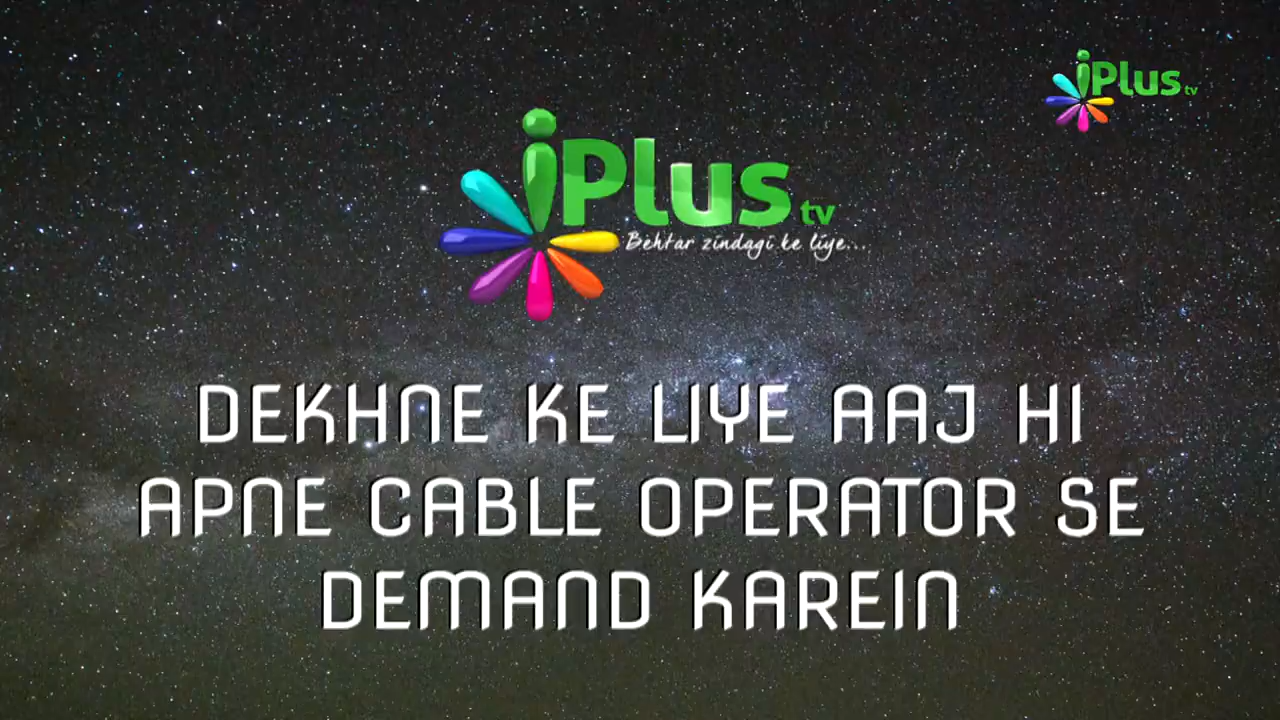 iPlus tv
iPlus tv
Behtar zindagi ke liye...
DEKHNE KE LIYE AAJ HI
APNE CABLE OPERATOR SE
DEMAND KAREIN